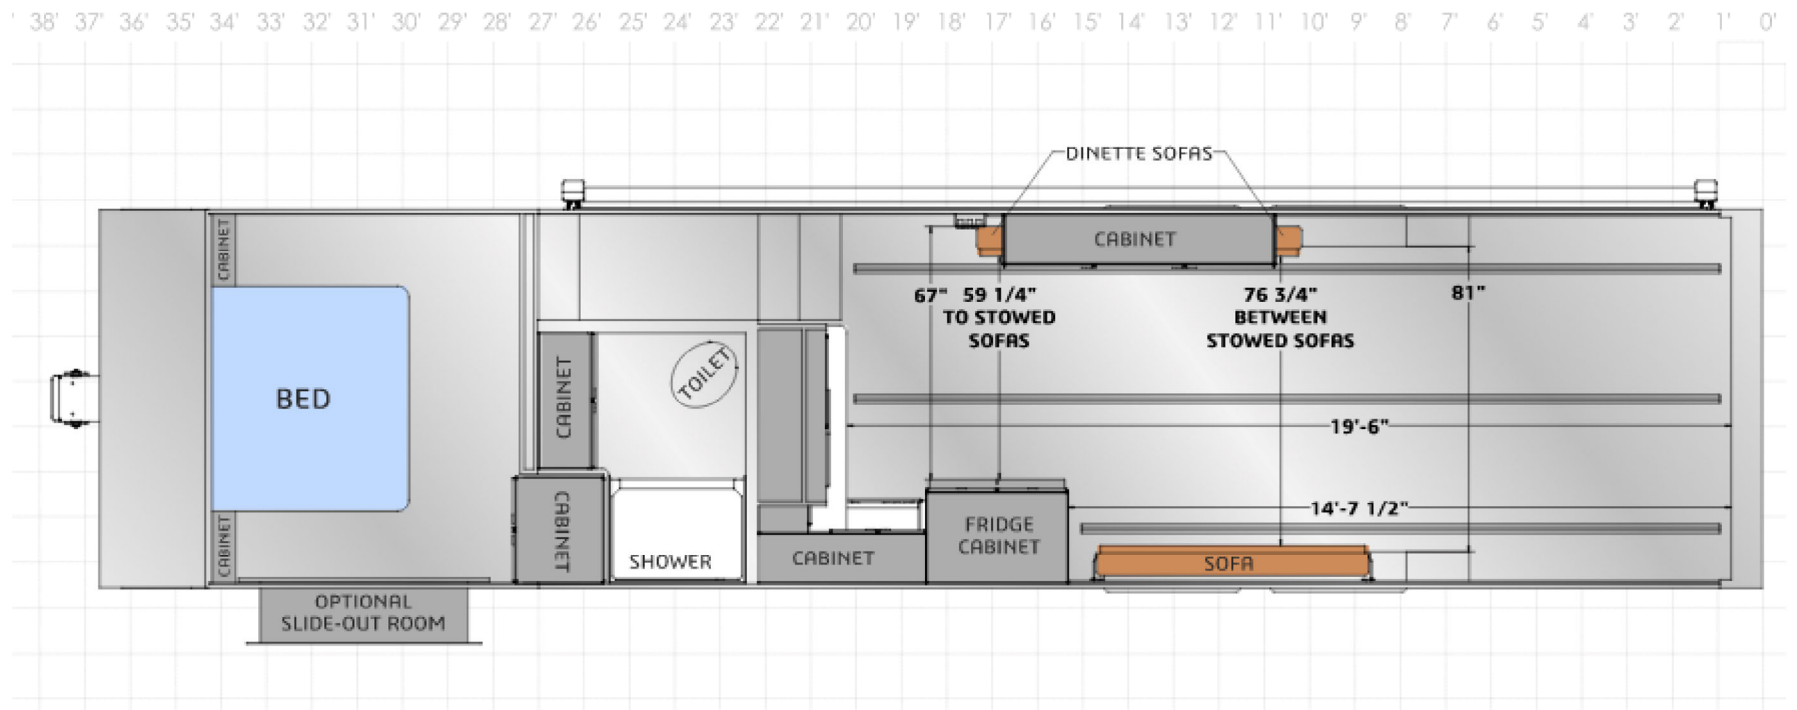 38' 37' 36' 35' 34' 33' 32' 31' 30' 29' 28' 27' 26' 25' 24' 23' 22' 21' 20' 19' 18' 17' 16' 15' 14' 13' 12' 11' 10' 9' 8' 7' 6' 5' 4' 3' 2' 1' 0'
DINETTE SOFAS
CABINET
CABINET
67" 59 1/4"
TO STOWED
SOFAS
76 3/4"
BETWEEN
STOWED SOFAS
81"
BED
CABINET
TOILET
19'-6"
14'-7 1/2"
CABINET
CABINET
SHOWER
CABINET
FRIDGE
CABINET
SOFA
OPTIONAL
SLIDE-OUT ROOM